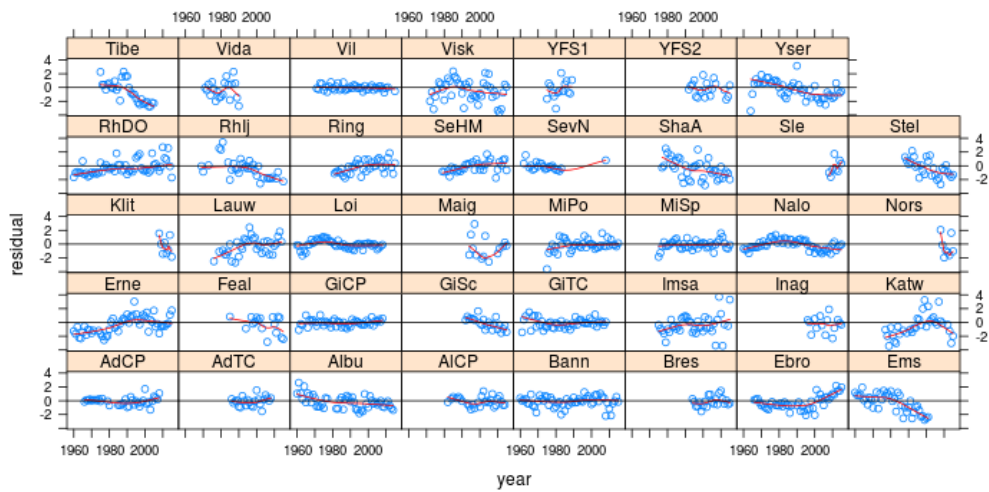 1960 1980 2000 1960 1980 2000 1960 1980 2000
Tibe Vida Vil Visk YFS1 YFS2 Yser
4
2
0
-2
RhDO Rhlj Ring SeHM SevN ShaA Sle Stel
4
2
0
-2
Klit Lauw Loi Maig MiPo MiSp Nalo Nors
4
2
0
-2
residual
Erne Feal GiCP GiSc GiTC Imsa Inag Katw
4
2
0
-2
AdCP AdTC Albu AlCP Bann Bres Ebro Ems
4
2
0
-2
1960 1980 2000 1960 1980 2000 1960 1980 2000 1960 1980 2000
year